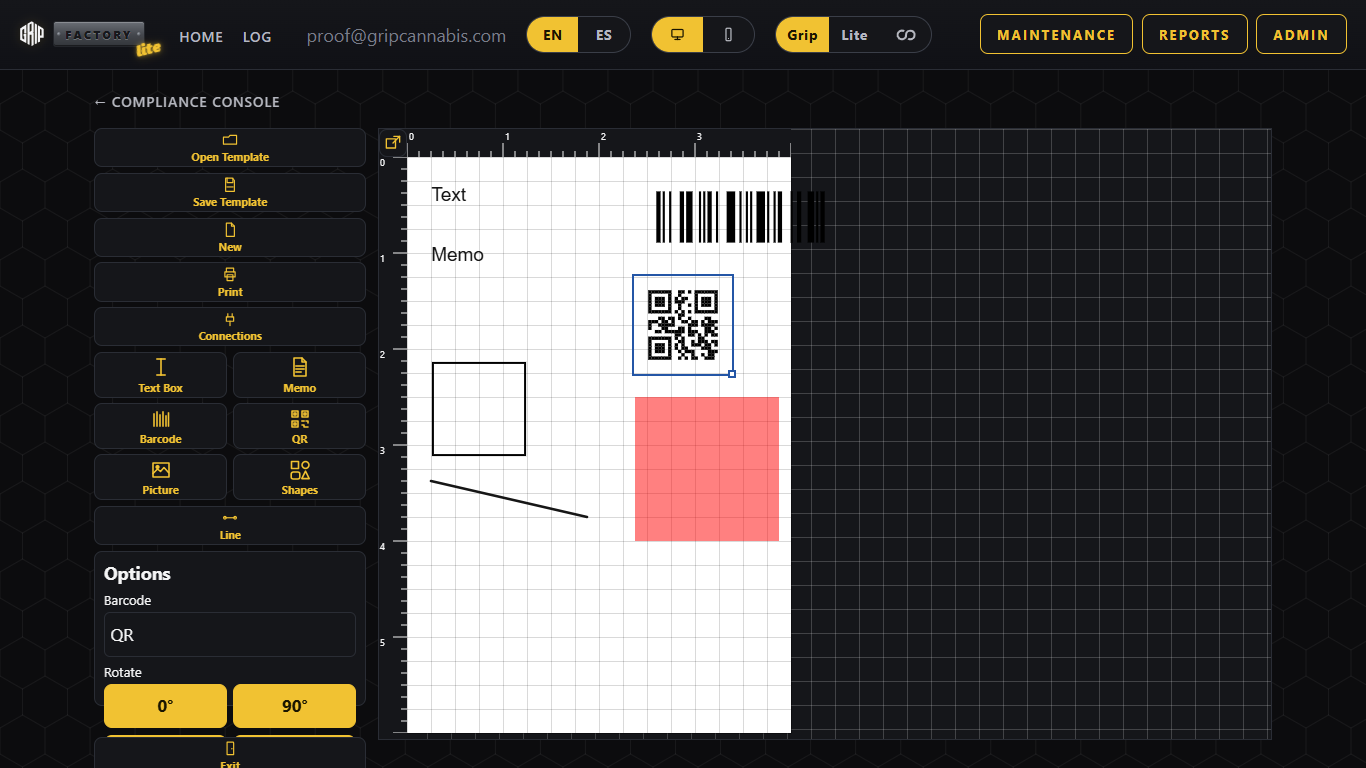 GRIP FACTORY lite
HOME
LOG
proof@gripcannabis.com
EN
ES
Grip
Lite
MAINTENANCE
REPORTS
ADMIN
← COMPLIANCE CONSOLE
Open Template
Save Template
New
Print
Connections
Text Box
Memo
Barcode
QR
Picture
Shapes
Line
Options
Barcode
QR
Rotate
0°
90°
Exit
0
1
2
3
0
1
2
3
4
5
Text
Memo